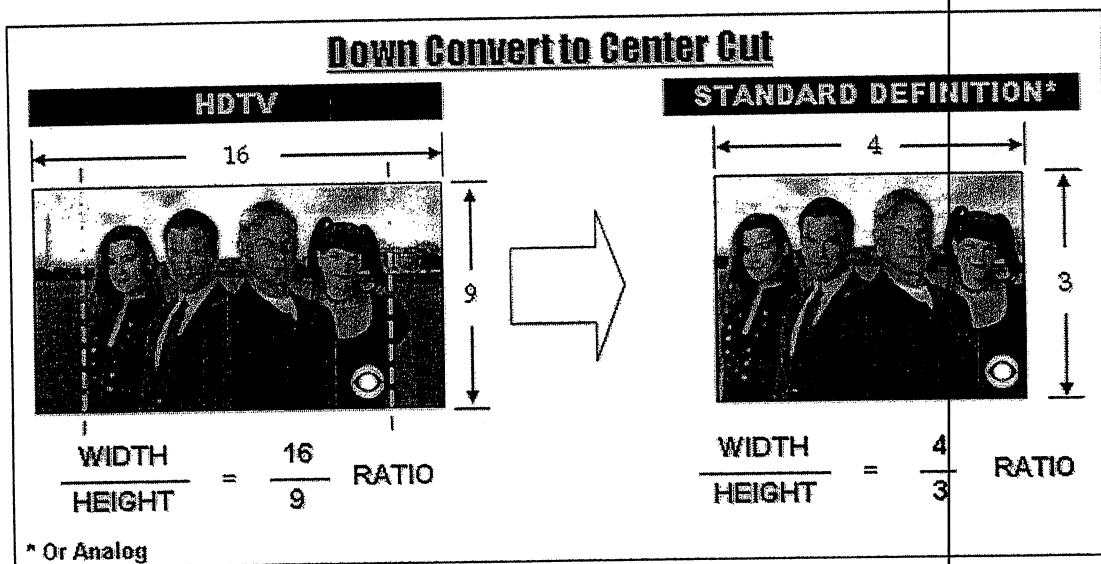 Down Convert to Center Cut
HDTV
STANDARD DEFINITION*
16
4
9
3
WIDTH
HEIGHT
=
16
9
RATIO
WIDTH
HEIGHT
=
4
3
RATIO
* Or Analog